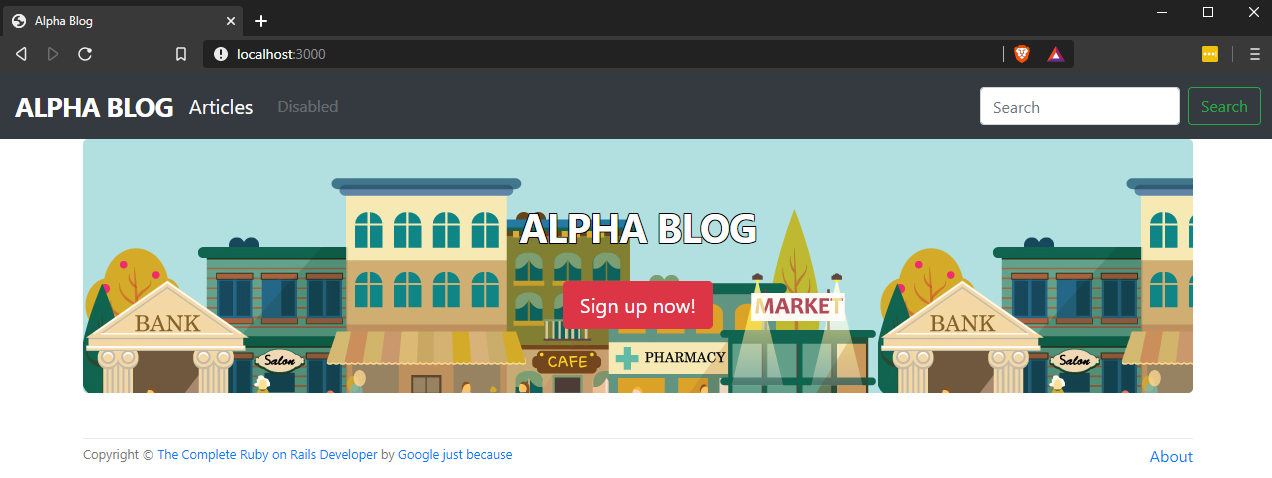 Alpha Blog
localhost:3000
ALPHA BLOG Articles Disabled Search Search
ALPHA BLOG
Sign up now!
MARKET
BANK
BANK
Salon
CAFE
PHARMACY
Salon
Copyright © The Complete Ruby on Rails Developer by Google just because
About